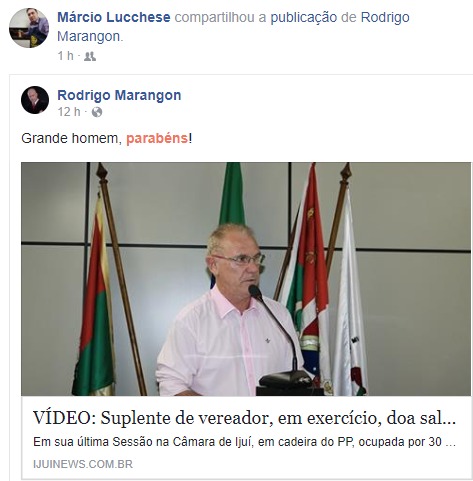 Márcio Lucchese compartilhou a publicação de Rodrigo
Marangon.
1 h ·
Rodrigo Marangon
12 h ·
Grande homem, parabéns!
VÍDEO: Suplente de vereador, em exercício, doa sal...
Em sua última Sessão na Câmara de Ijuí, em cadeira do PP, ocupada por 30 ...
IJUINEWS.COM.BR